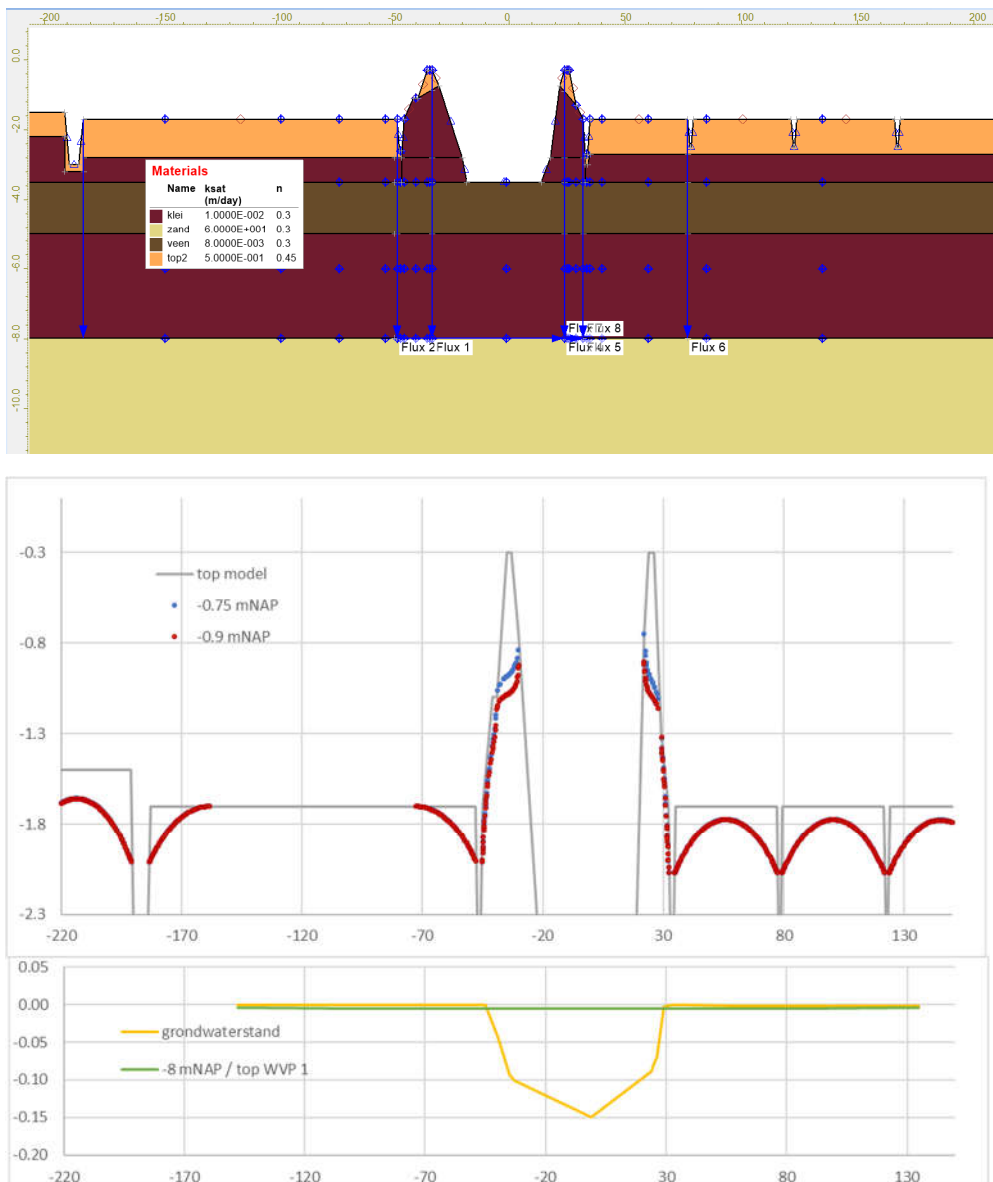 -200 -150 -100 -50 0 50 100 150 200
0.0
-2.0
-4.0
-6.0
-8.0
-10.0
Materials
Name ksat n
(m/day)
klei 1.0000E-002 0.3
zand 6.0000E+001 0.3
veen 8.0000E-003 0.3
top2 5.0000E-001 0.45
Flux 8
Flux 2 Flux 1 Flux 5 Flux 6
-0.3
-0.8
-1.3
-1.8
-2.3
top model
-0.75 mNAP
-0.9 mNAP
-220 -170 -120 -70 -20 30 80 130
0.05
0.00
-0.05
-0.10
-0.15
-0.20
grondwaterstand
-8 mNAP / top WVP 1
-220 -170 -120 -70 -20 30 80 130